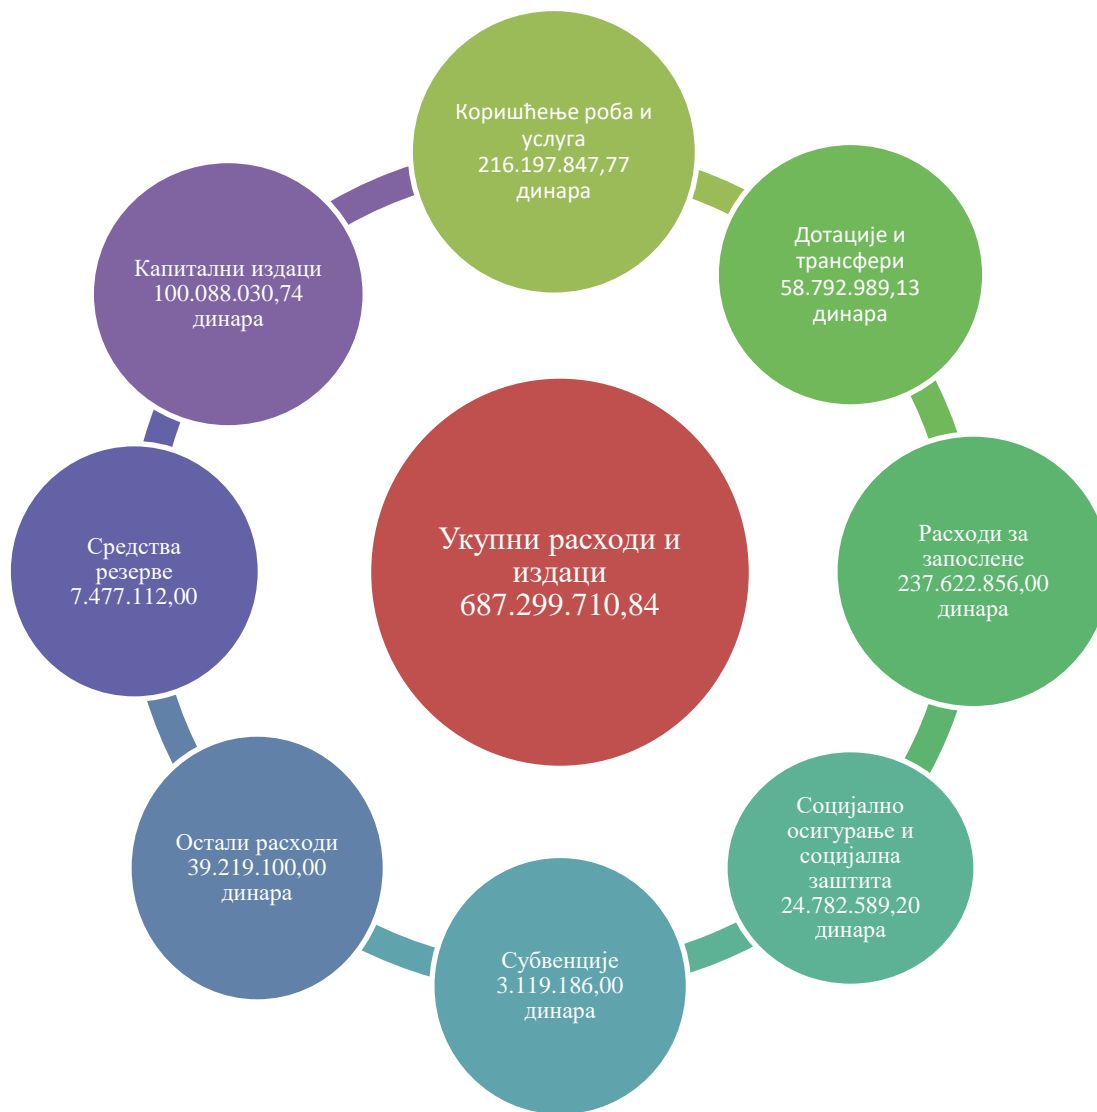 Коришћење роба и
услуга
216.197.847,77
динара
Дотације и
трансфери
58.792.989,13
динара
Расходи за
запослене
237.622.856,00
динара
Социјално
осигурање и
социјална
заштита
24.782.589,20
динара
Субвенције
3.119.186,00
динара
Остали расходи
39.219.100,00
динара
Средства
резерве
7.477.112,00
Капитални издаци
100.088.030,74
динара
Укупни расходи и
издаци
687.299.710,84